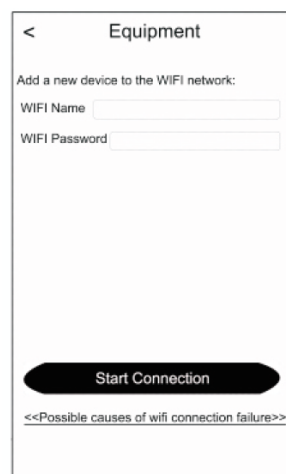 < Equipment
Add a new device to the WIFI network:
WIFI Name
WIFI Password
Start Connection
<<Possible causes of wifi connection failure>>